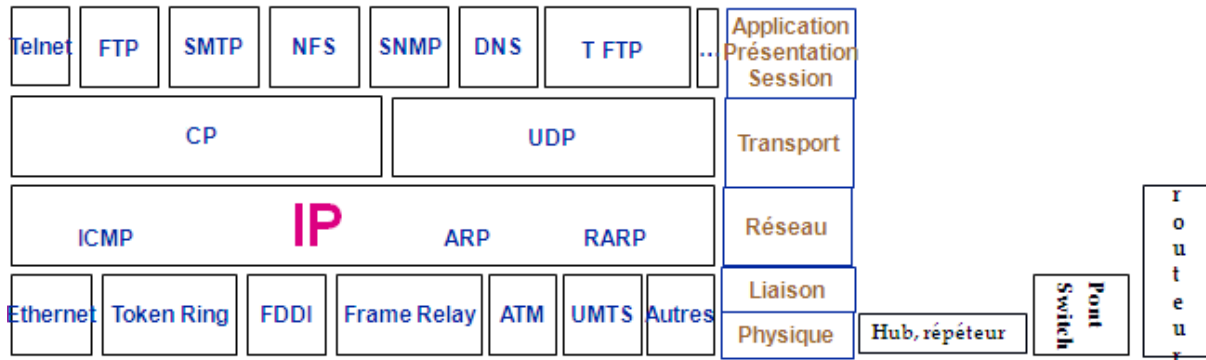 Telnet FTP SMTP NFS SNMP DNS T FTP ...
Application
Présentation
Session
CP UDP
Transport
IP
ICMP ARP RARP
Réseau
Ethernet Token Ring FDDI Frame Relay ATM UMTS Autres
Liaison
Physique
Hub, répéteur
Pont
Switch
routeur